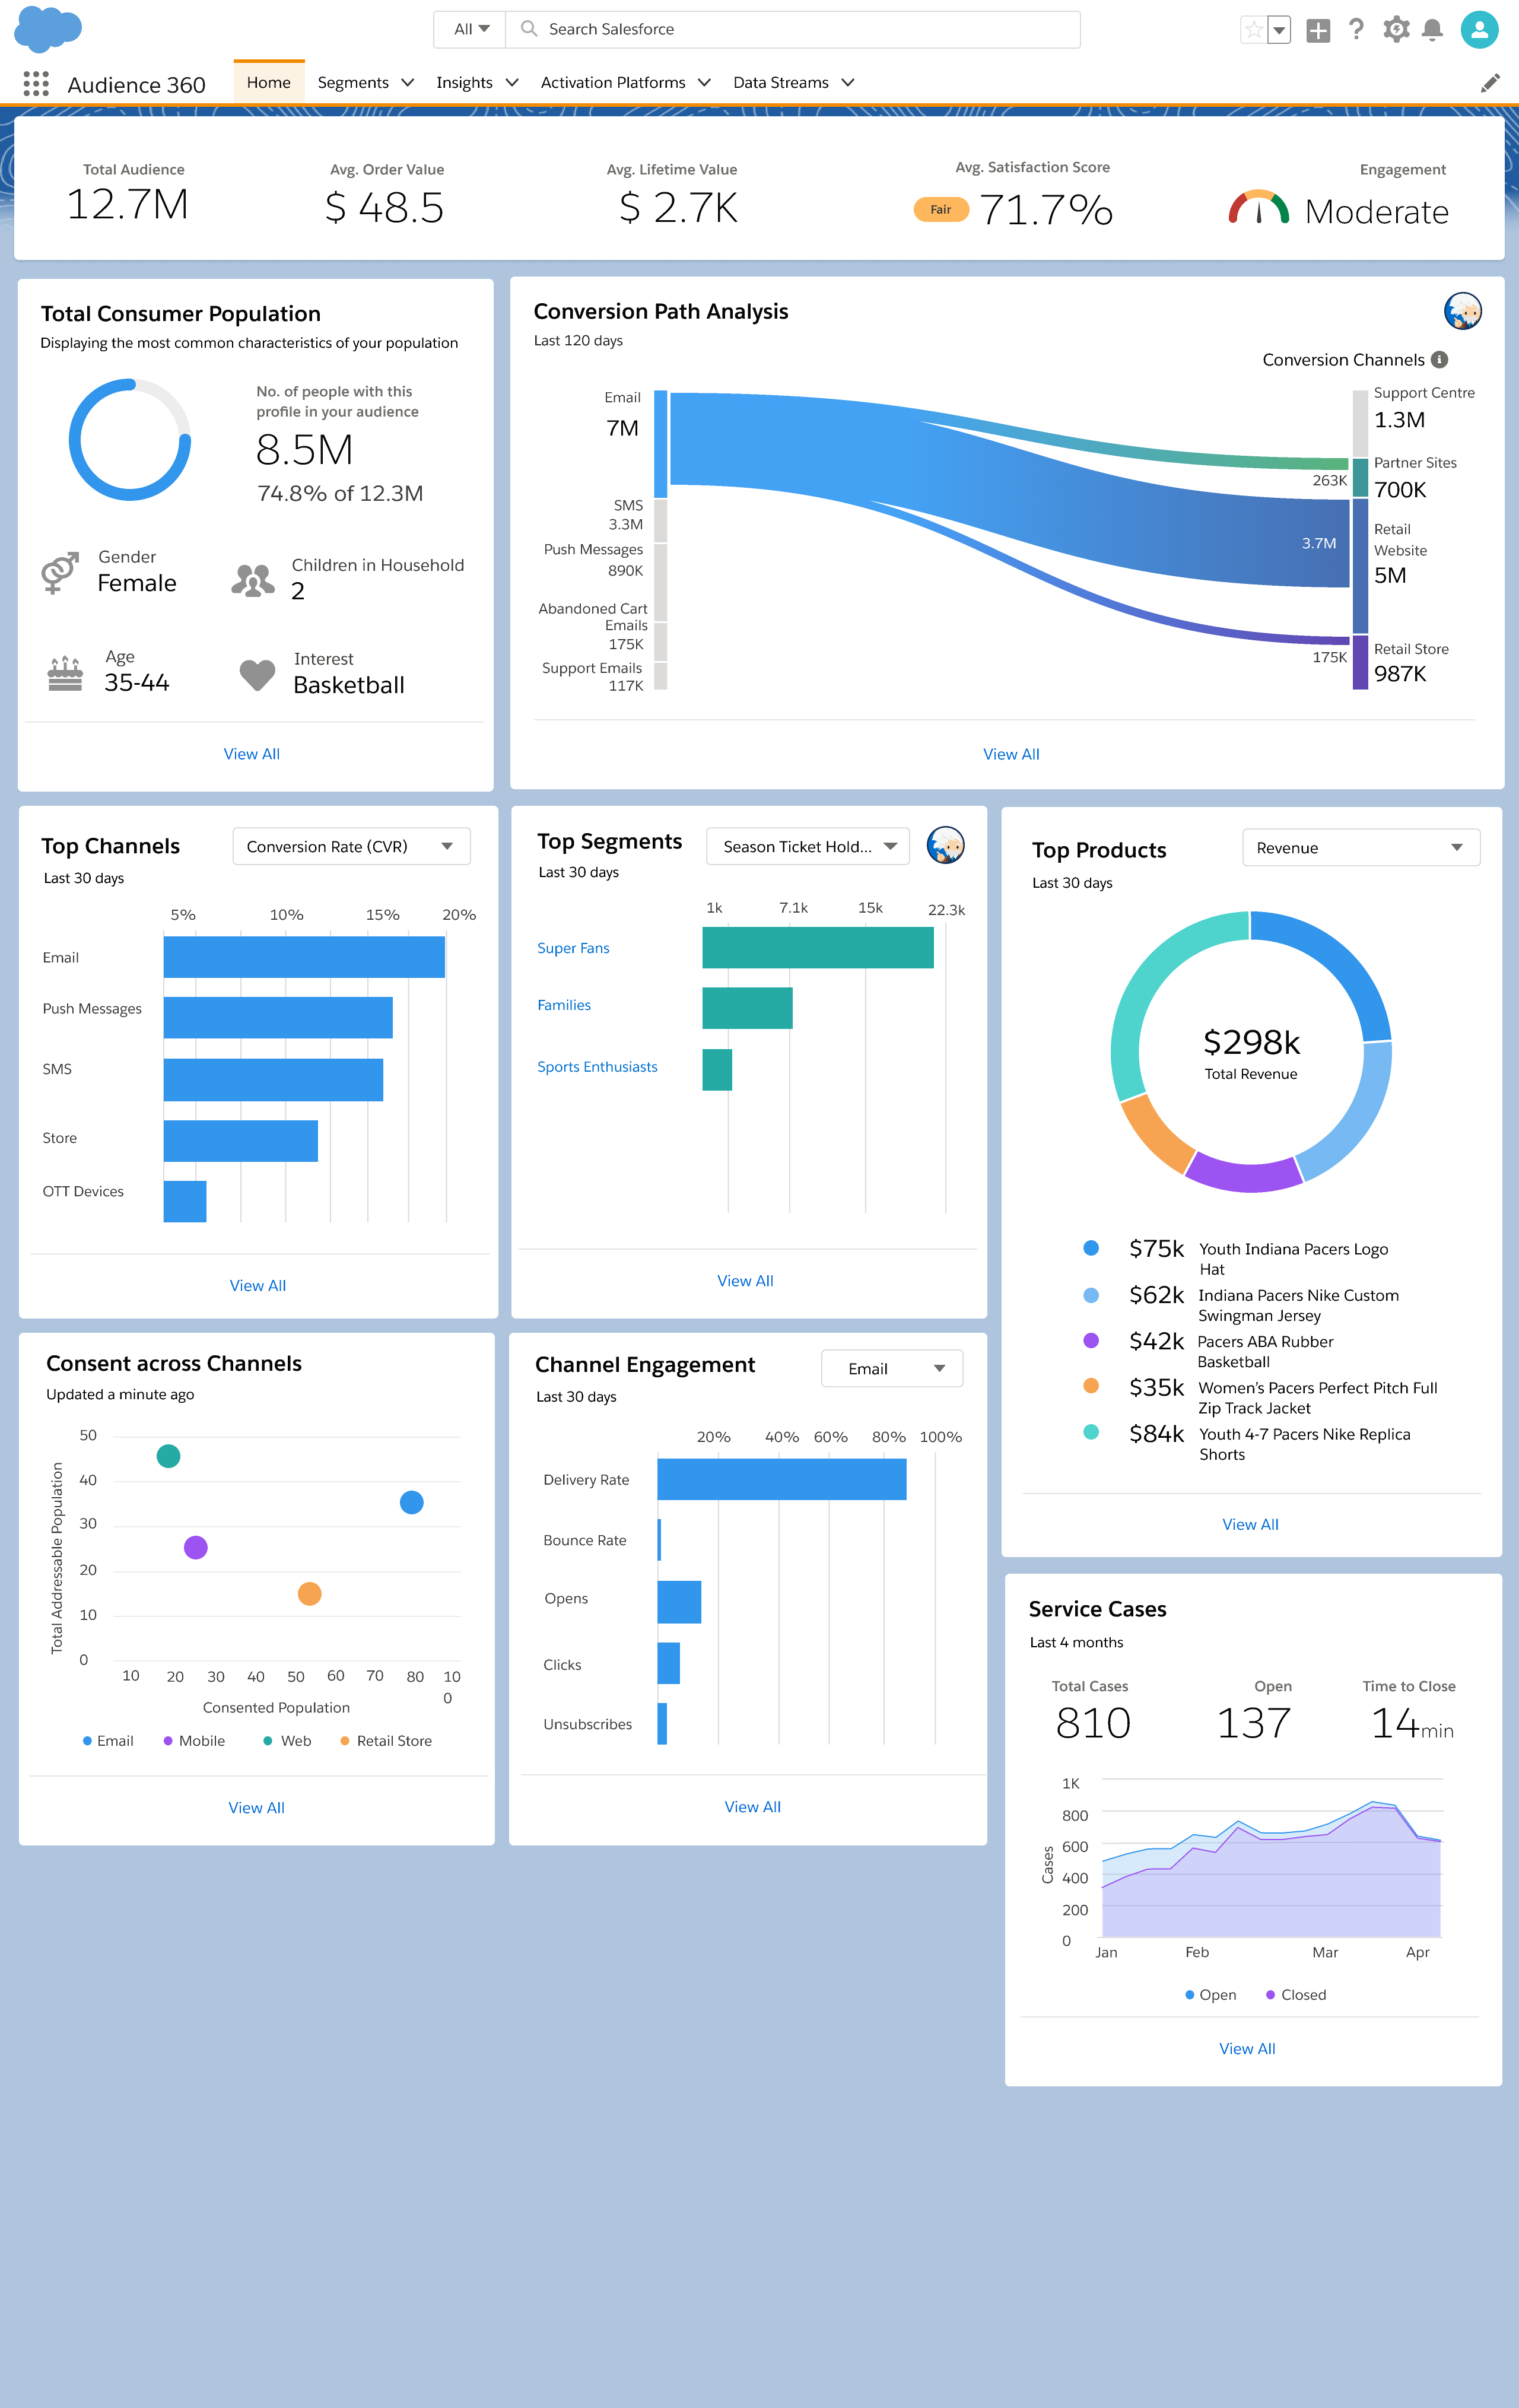 All
Search Salesforce
Audience 360
Home
Segments
Insights
Activation Platforms
Data Streams
Total Audience
12.7M
Avg. Order Value
$ 48.5
Avg. Lifetime Value
$ 2.7K
Avg. Satisfaction Score
Fair
71.7%
Engagement
Moderate
Total Consumer Population
Displaying the most common characteristics of your population
No. of people with this
profile in your audience
8.5M
74.8% of 12.3M
Gender
Female
Children in Household
2
Age
35-44
Interest
Basketball
View All
Conversion Path Analysis
Last 120 days
Conversion Channels
Email
7M
SMS
3.3M
Push Messages
890K
Abandoned Cart
Emails
175K
Support Emails
117K
263K
3.7M
175K
Support Centre
1.3M
Partner Sites
700K
Retail
Website
5M
Retail Store
987K
View All
Top Channels
Conversion Rate (CVR)
Last 30 days
5% 10% 15% 20%
Email
Push Messages
SMS
Store
OTT Devices
View All
Top Segments
Season Ticket Hold...
Last 30 days
1k 7.1k 15k 22.3k
Super Fans
Families
Sports Enthusiasts
View All
Top Products
Revenue
Last 30 days
$298k
Total Revenue
$75k Youth Indiana Pacers Logo
Hat
$62k Indiana Pacers Nike Custom
Swingman Jersey
$42k Pacers ABA Rubber
Basketball
$35k Women's Pacers Perfect Pitch Full
Zip Track Jacket
$84k Youth 4-7 Pacers Nike Replica
Shorts
View All
Consent across Channels
Updated a minute ago
Total Addressable Population
50
40
30
20
10
0
10 20 30 40 50 60 70 80 10
0
Consented Population
Email Mobile Web Retail Store
View All
Channel Engagement
Email
Last 30 days
20% 40% 60% 80% 100%
Delivery Rate
Bounce Rate
Opens
Clicks
Unsubscribes
View All
Service Cases
Last 4 months
Total Cases
810
Open
137
Time to Close
14min
Cases
1K
800
600
400
200
0
Jan Feb Mar Apr
Open Closed
View All